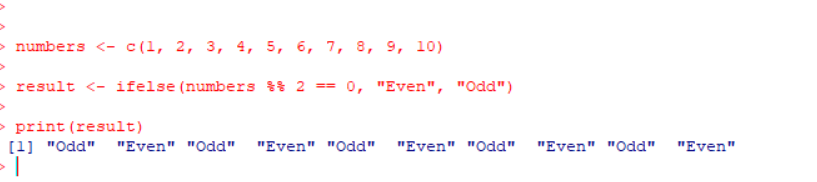 >
>
> numbers <- c(1, 2, 3, 4, 5, 6, 7, 8, 9, 10)
>
> result <- ifelse(numbers %% 2 == 0, "Even", "Odd")
>
> print(result)
[1] "Odd"  "Even" "Odd"  "Even" "Odd"  "Even" "Odd"  "Even" "Odd"  "Even"
>